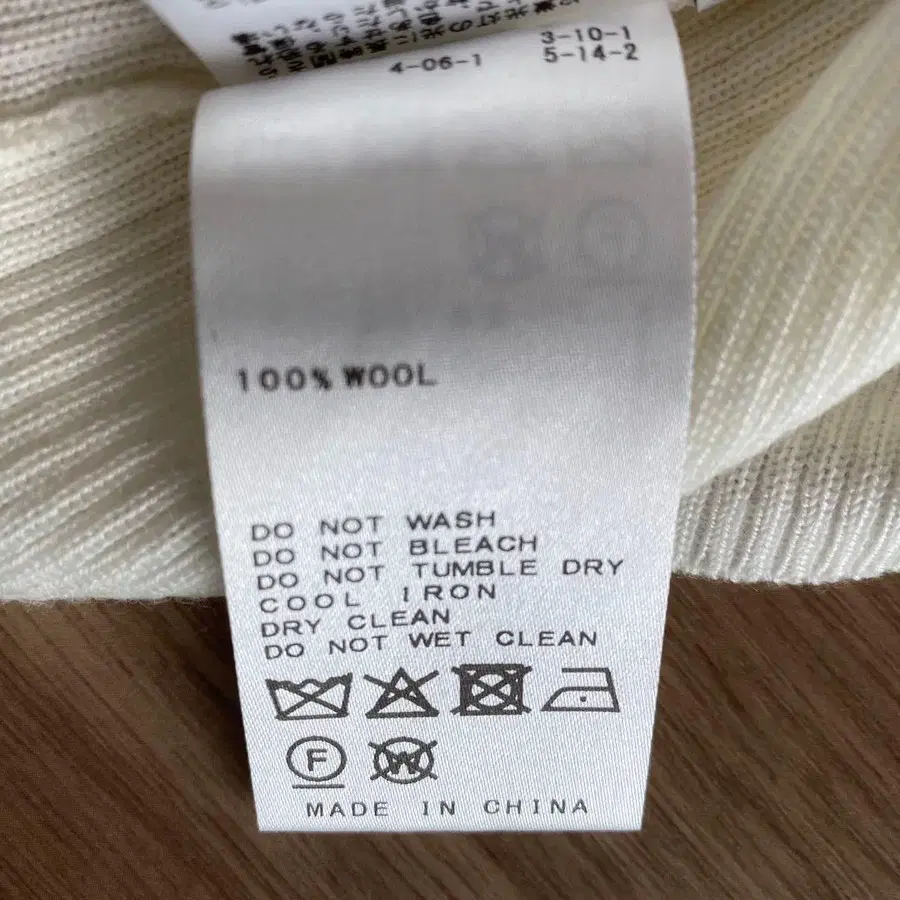 4-06-1
3-10-1
5-14-2
100% WOOL
DO NOT WASH
DO NOT BLEACH
DO NOT TUMBLE DRY
COOL IRON
DRY CLEAN
DO NOT WET CLEAN
F W
MADE IN CHINA